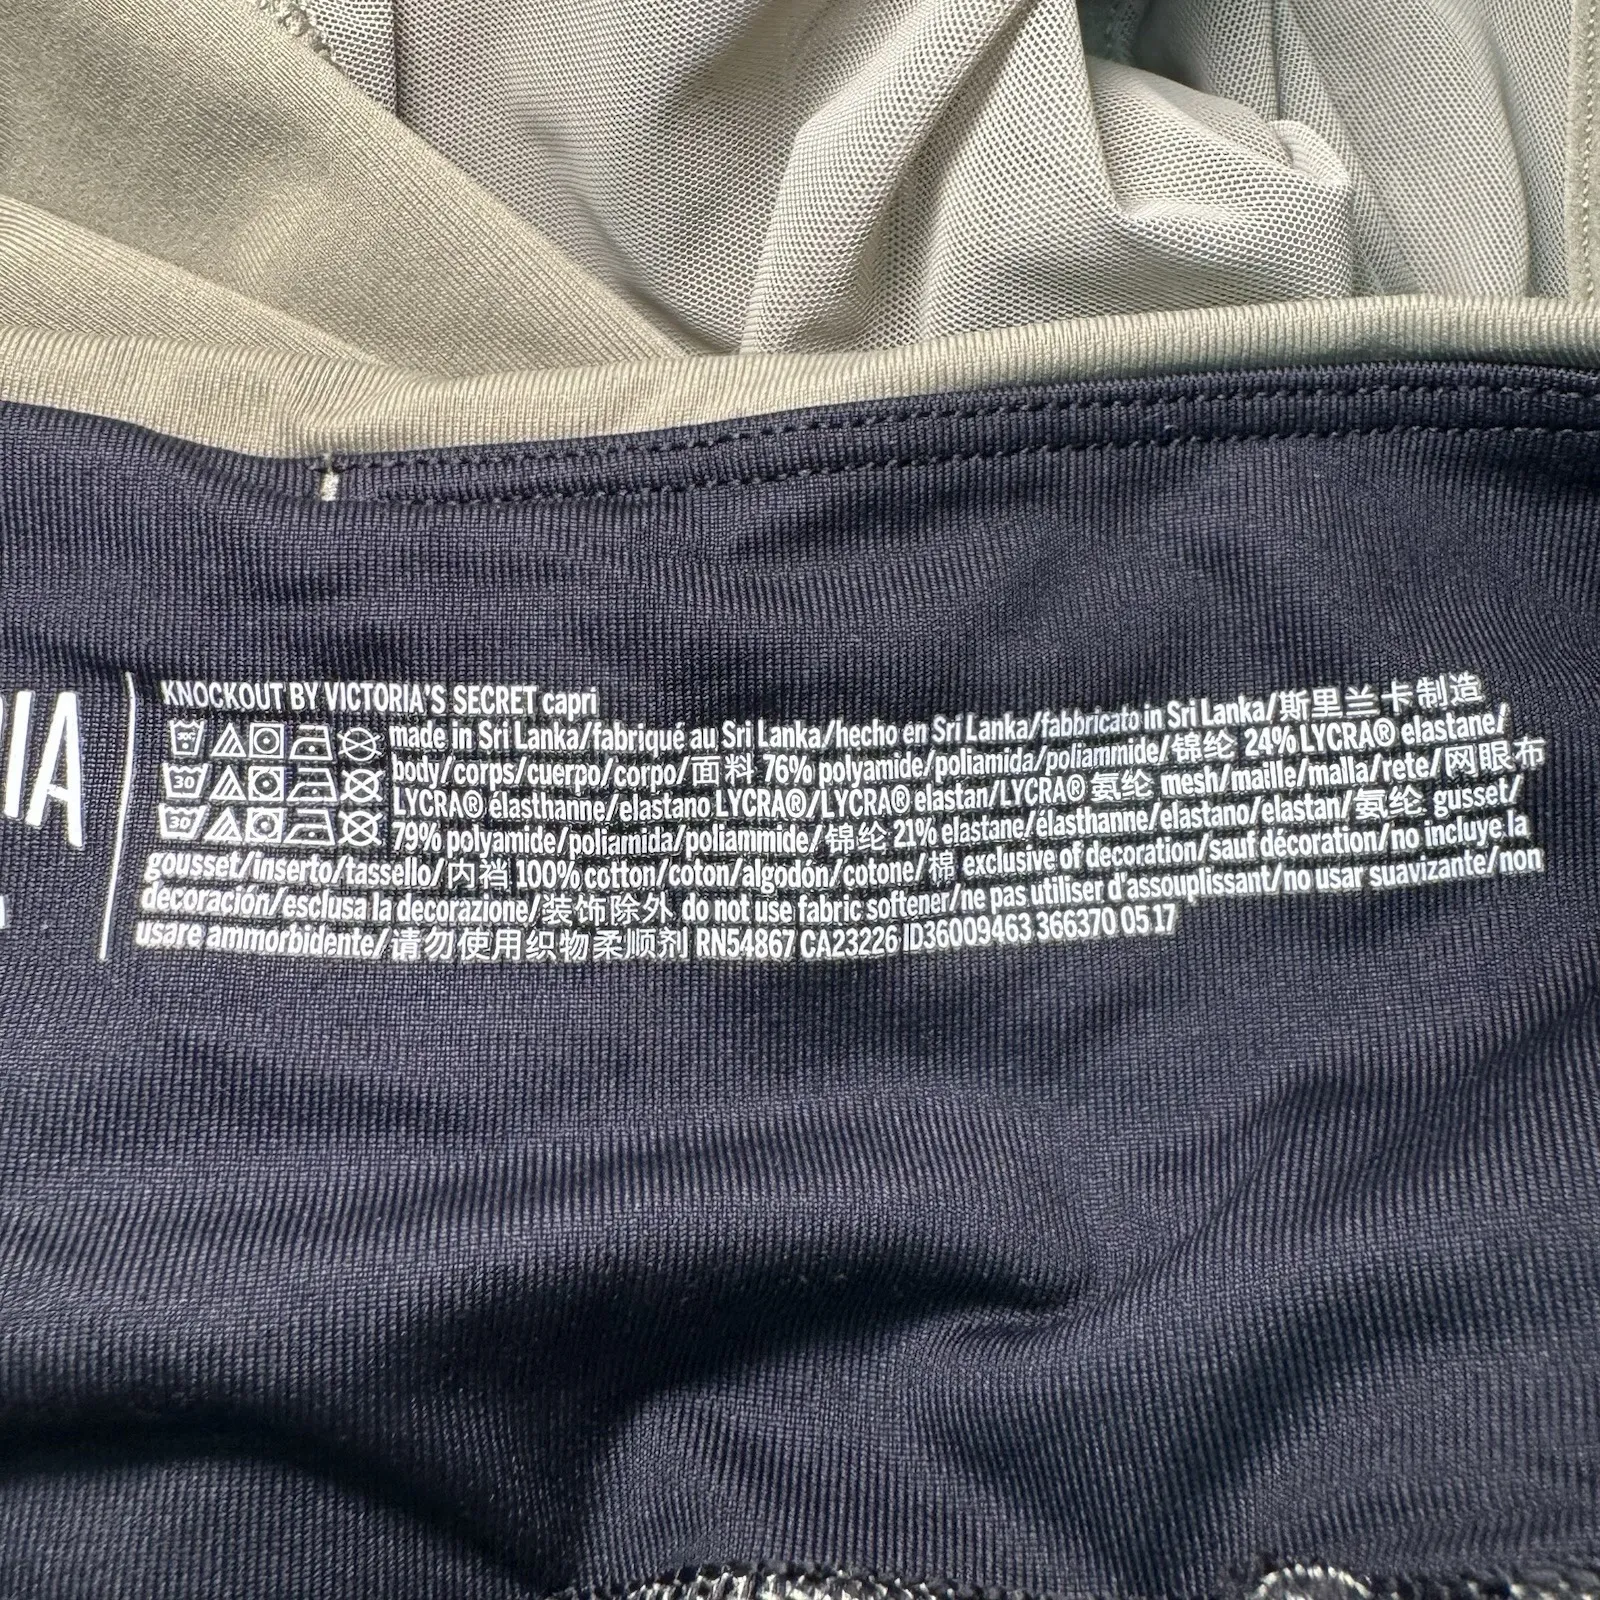 RIA
KNOCKOUT BY VICTORIA'S SECRET capri
made in Sri Lanka/fabriqué au Sri Lanka/hecho en Sri Lanka/fabbricato in Sri Lanka/斯里兰卡制造
30C
body/corps/cuerpo/corpo/面料 76% polyamide/poliamida/poliammide/锦纶 24% LYCRA® elastane/
30
LYCRA® élasthanne/elastano LYCRA®/LYCRA® elastan/LYCRA® 氨纶 mesh/maille/malla/rete/网眼布
30
79% polyamide/poliamida/poliammide/锦纶 21% elastane/élasthanne/elastano/elastan/氨纶 gusset/
gousset/inserto/tassello/内裆 100% cotton/coton/algodón/cotone/棉 exclusive of decoration/sauf décoration/no incluye la
decoración/esclusa la decorazione/装饰除外 do not use fabric softener/ne pas utiliser d'assouplissant/no usar suavizante/non
usare ammorbidente/请勿使用织物柔顺剂 RN54867 CA23226 ID36009463 366370 05 17